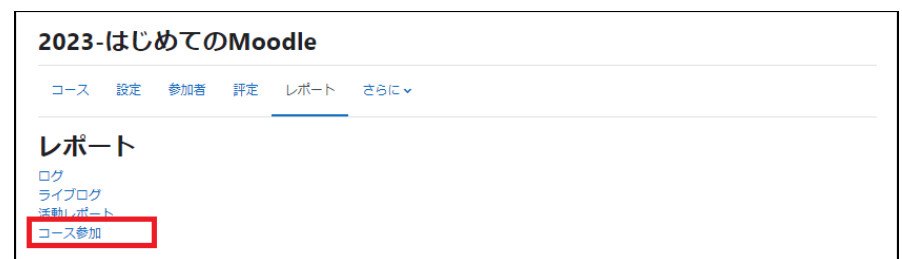 2023-はじめてのMoodle
コース 設定 参加者 評定 レポート さらに
レポート
ログ
ライブログ
活動レポート
コース参加